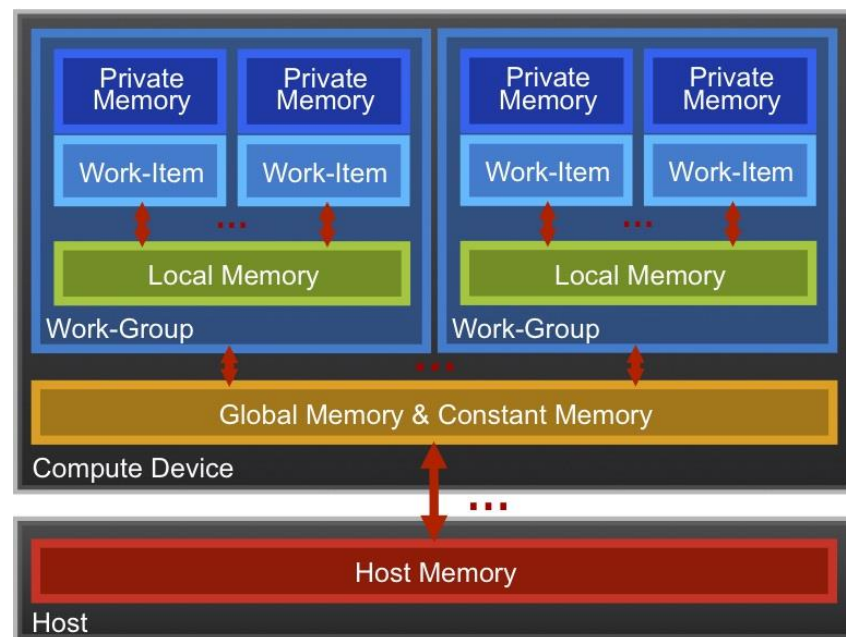 Private Memory
Private Memory
Private Memory
Private Memory
Work-Item
Work-Item
Work-Item
Work-Item
...
...
Local Memory
Local Memory
Work-Group
Work-Group
...
Global Memory & Constant Memory
Compute Device
...
Host Memory
Host